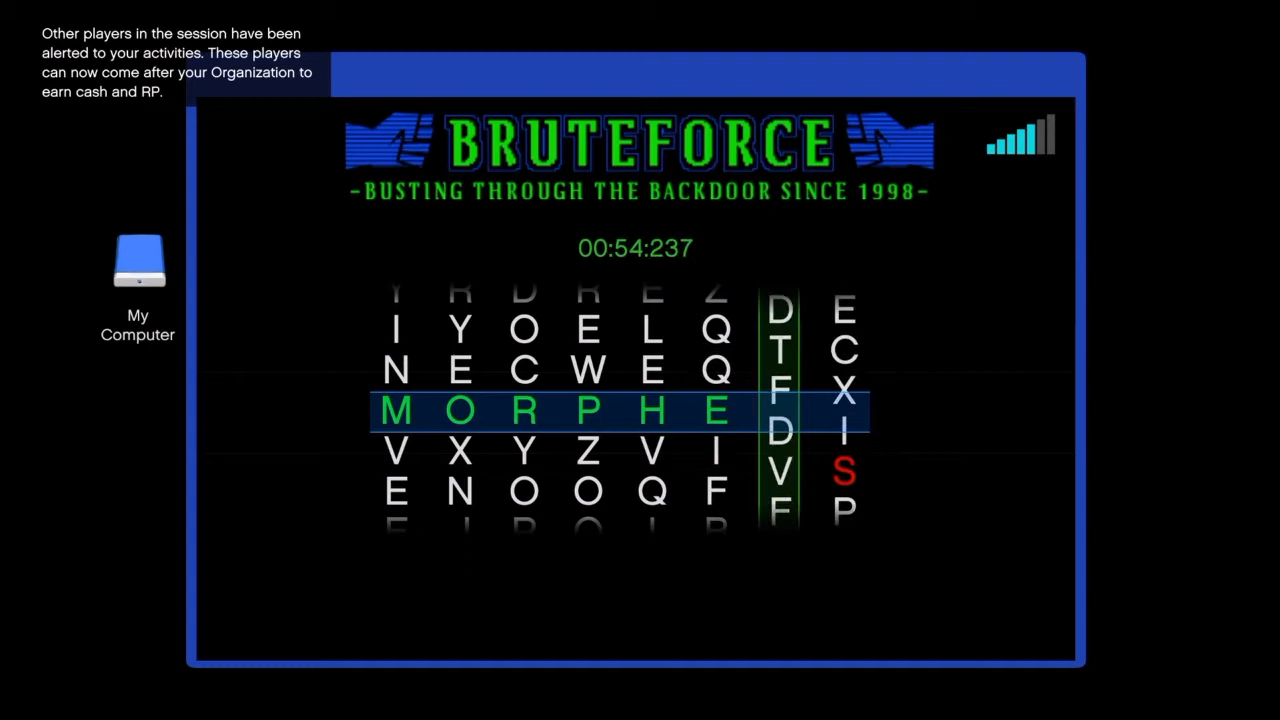 Other players in the session have been
alerted to your activities. These players
can now come after your Organization to
earn cash and RP.
BRUTEFORCE
-BUSTING THROUGH THE BACKDOOR SINCE 1998-
00:54:237
My
Computer
Y R D R E Z D E
I Y O E L Q T C
N E C W E Q F X
M O R P H E D I
V X Y Z V I V S
E N O O Q F P